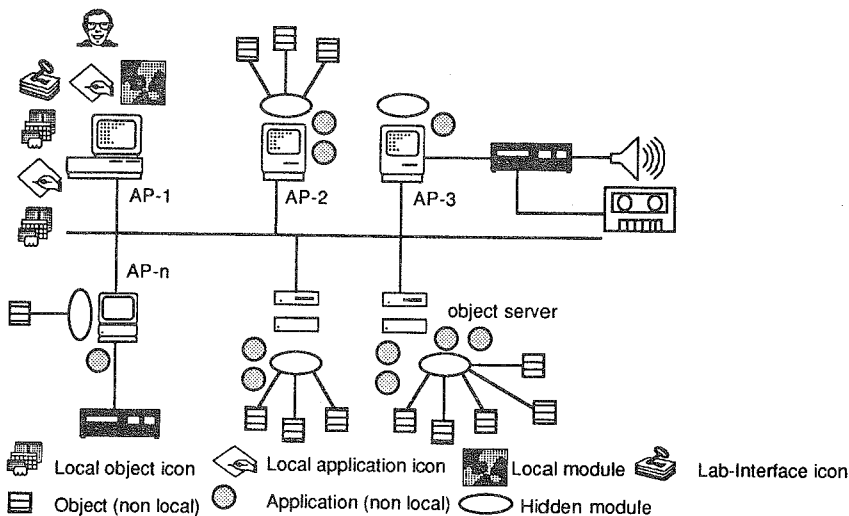 AP-1
AP-2
AP-3
AP-n
object server
Local object icon
Local application icon
Local module
Lab-Interface icon
Object (non local)
Application (non local)
Hidden module